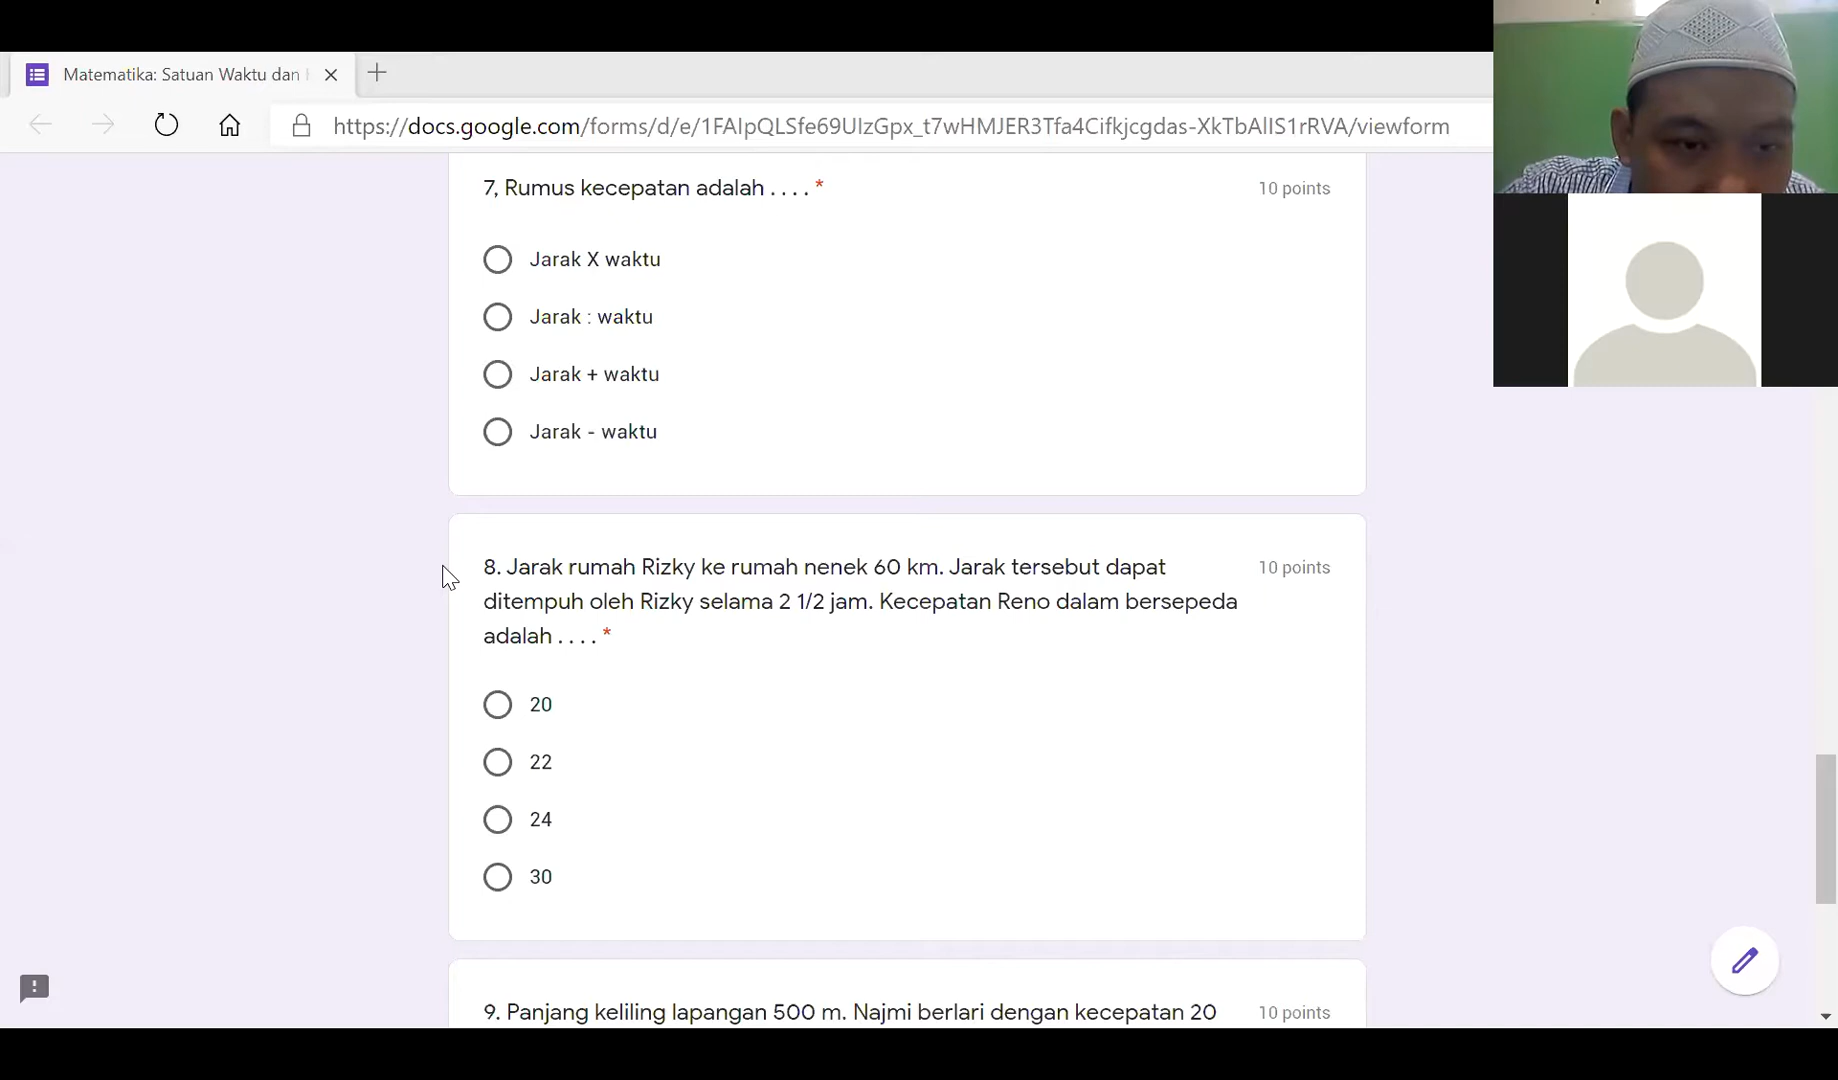 Matematika: Satuan Waktu dan
https://docs.google.com/forms/d/e/1FAIpQLSfe69UIzGpx_t7wHMJER3Tfa4Cifkjcgdas-XkTbAlIS1rRVA/viewform
7, Rumus kecepatan adalah . . . . *
10 points
Jarak X waktu
Jarak : waktu
Jarak + waktu
Jarak - waktu
8. Jarak rumah Rizky ke rumah nenek 60 km. Jarak tersebut dapat
10 points
ditempuh oleh Rizky selama 2 1/2 jam. Kecepatan Reno dalam bersepeda
adalah . . . . *
20
22
24
30
9. Panjang keliling lapangan 500 m. Najmi berlari dengan kecepatan 20
10 points